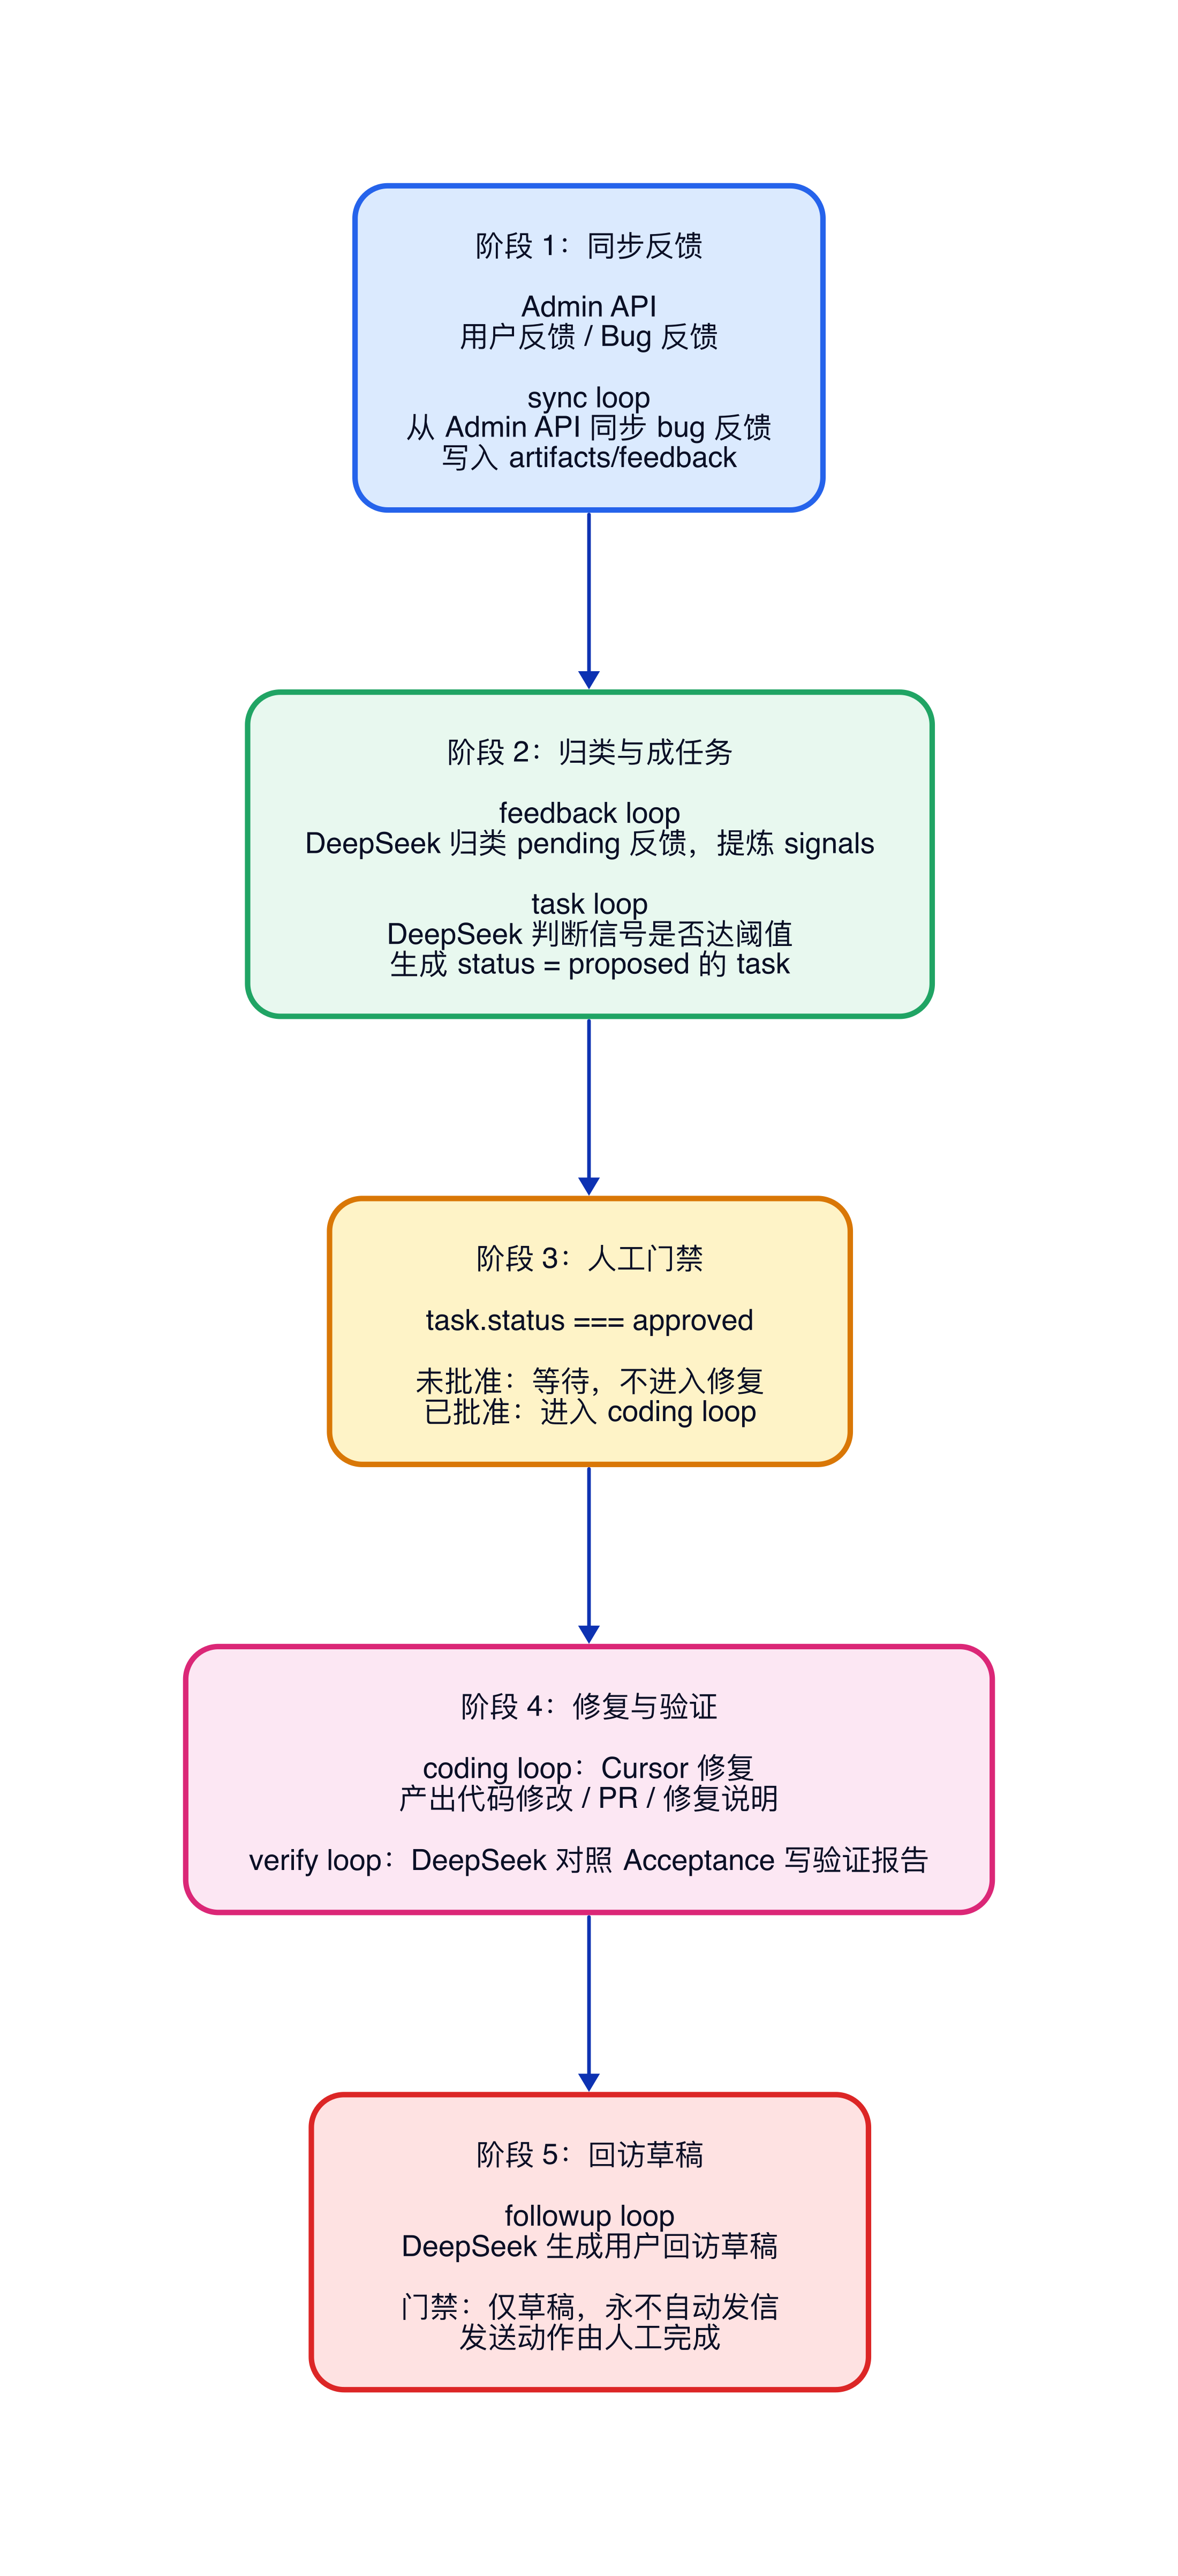 阶段 1：同步反馈
Admin API
用户反馈 / Bug 反馈
sync loop
从 Admin API 同步 bug 反馈
写入 artifacts/feedback
阶段 2：归类与成任务
feedback loop
DeepSeek 归类 pending 反馈，提炼 signals
task loop
DeepSeek 判断信号是否达阈值
生成 status = proposed 的 task
阶段 3：人工门禁
task.status === approved
未批准：等待，不进入修复
已批准：进入 coding loop
阶段 4：修复与验证
coding loop：Cursor 修复
产出代码修改 / PR / 修复说明
verify loop：DeepSeek 对照 Acceptance 写验证报告
阶段 5：回访草稿
followup loop
DeepSeek 生成用户回访草稿
门禁：仅草稿，永不自动发信
发送动作由人工完成